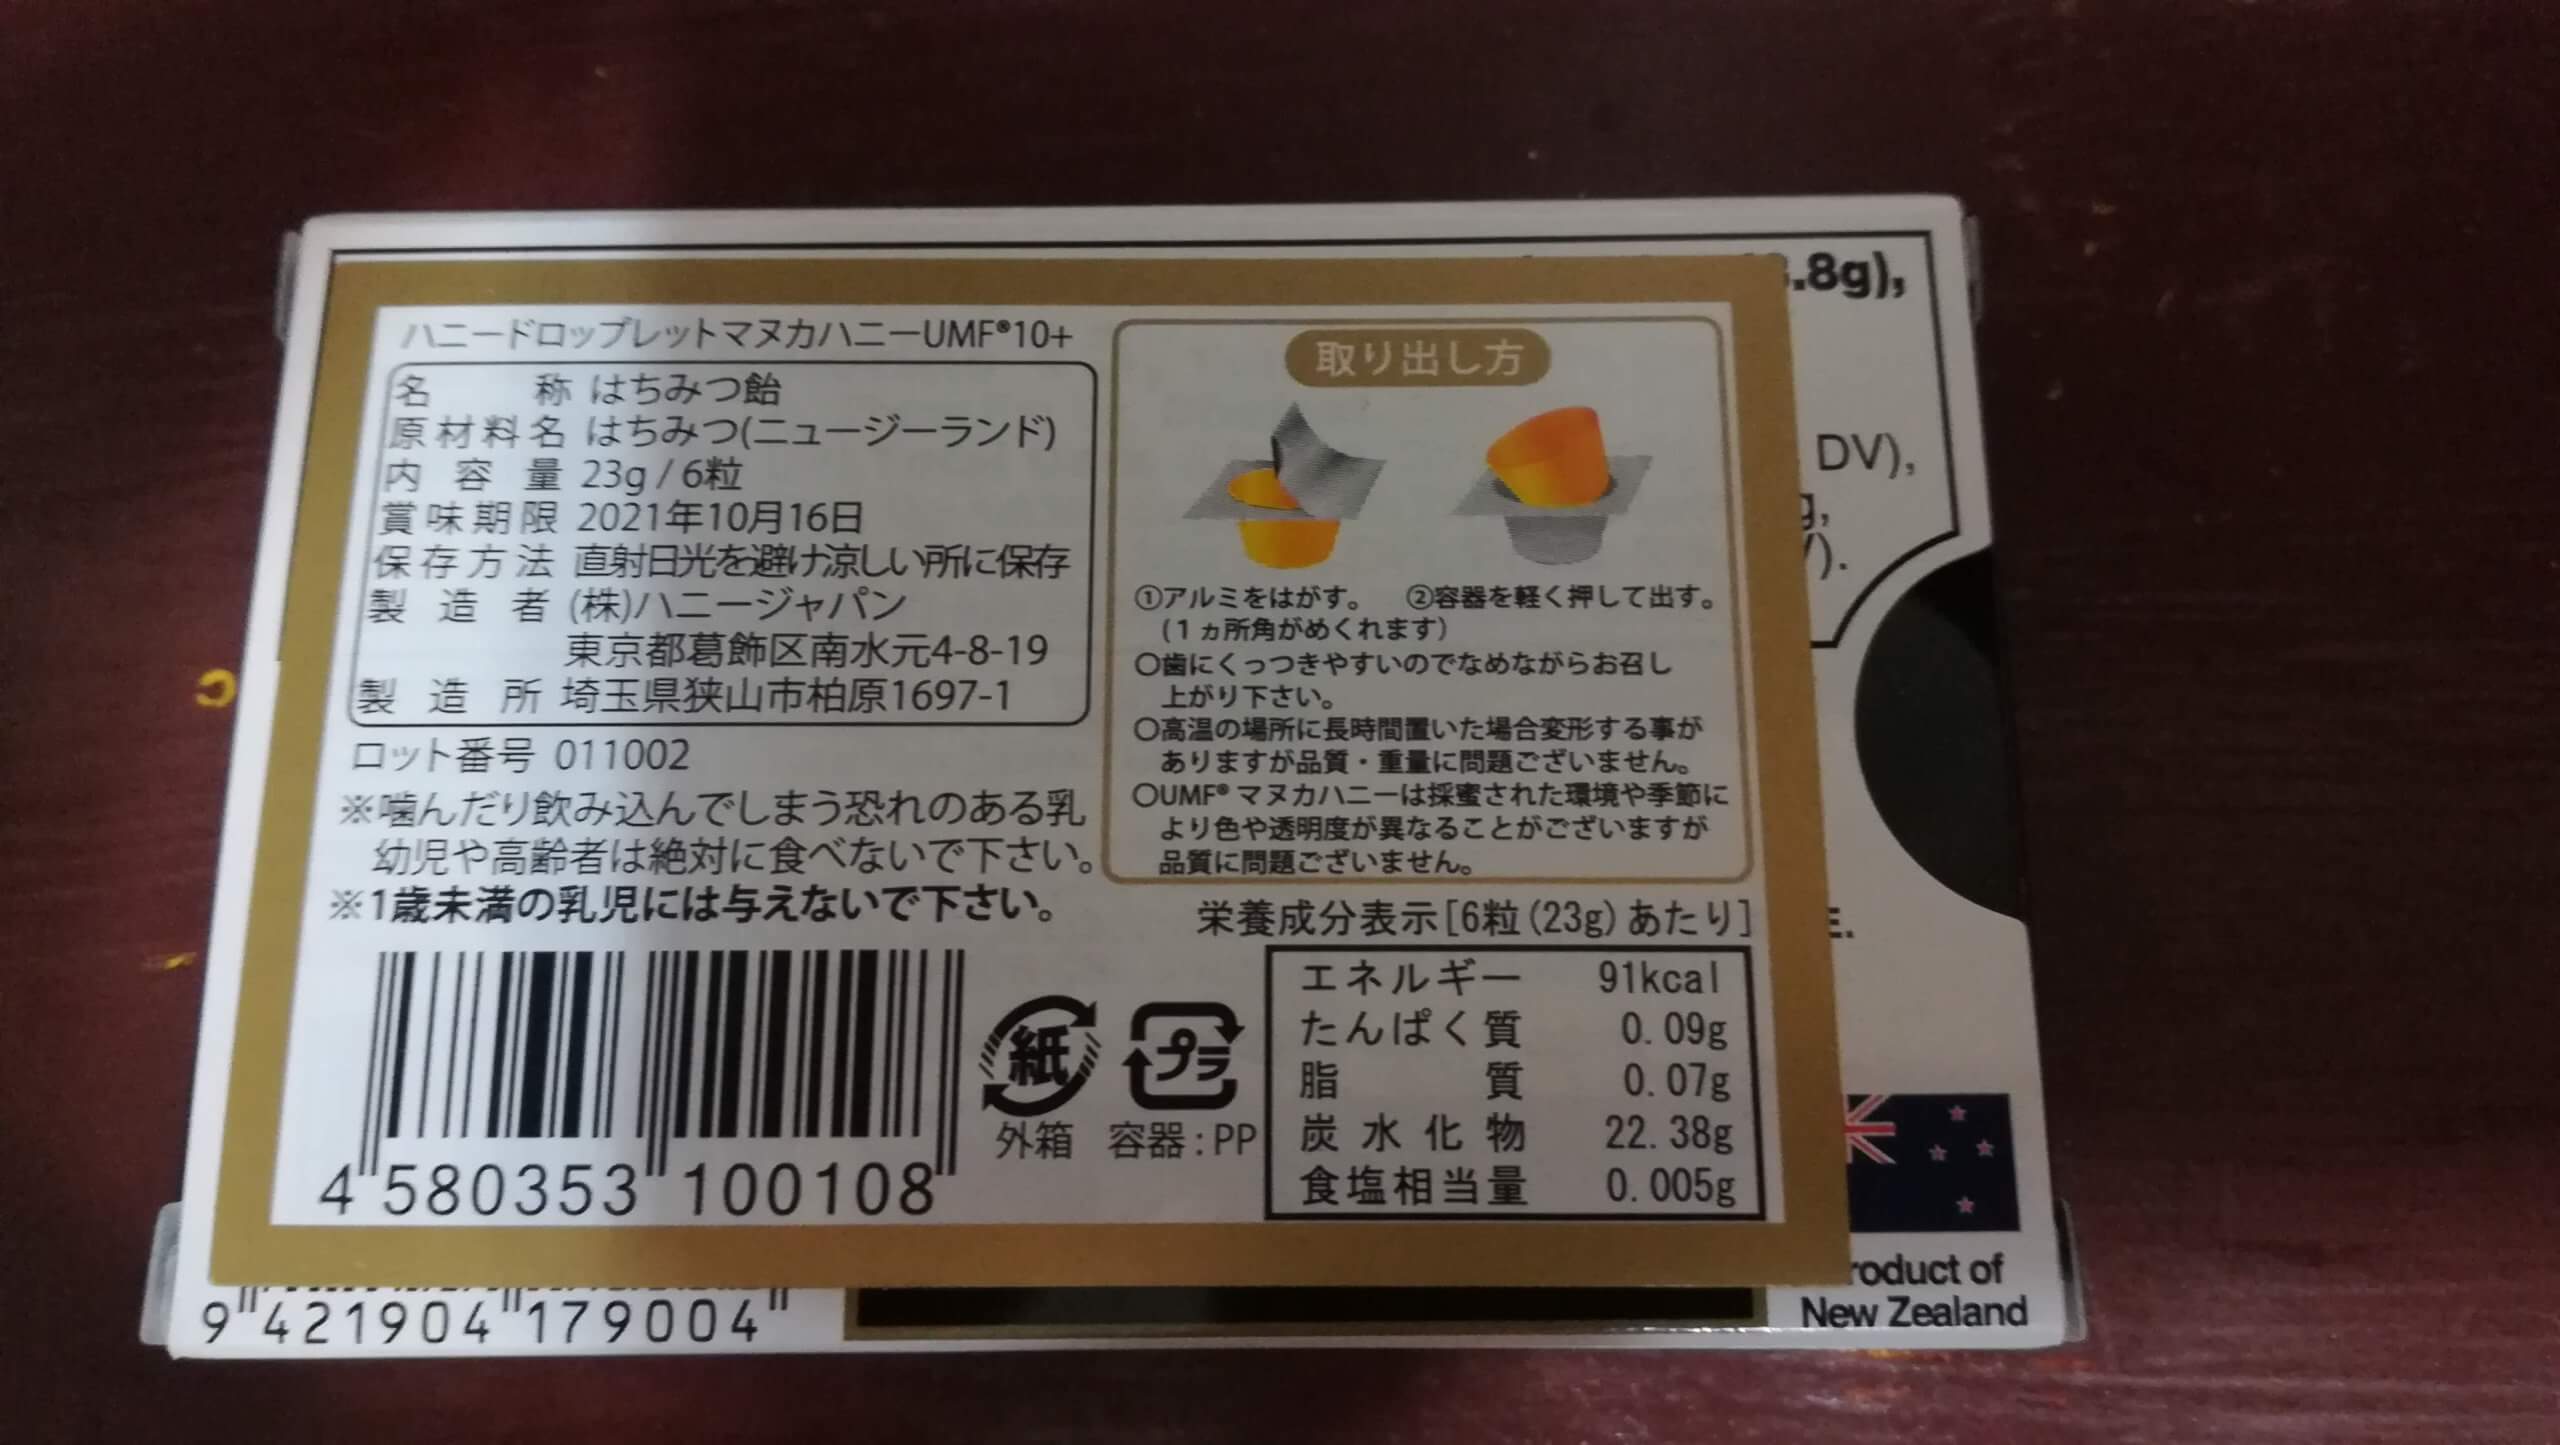 .8g),
DV),
g,
).
E.
ハニードロップレットマヌカハニーUMF®10+
名称 はちみつ飴
原材料名 はちみつ(ニュージーランド)
内容量 23g / 6粒
賞味期限 2021年10月16日
保存方法 直射日光を避け涼しい所に保存
製造者 (株)ハニージャパン
東京都葛飾区南水元4-8-19
製造所 埼玉県狭山市柏原1697-1
ロット番号 011002
※噛んだり飲み込んでしまう恐れのある乳
幼児や高齢者は絶対に食べないで下さい。
※1歳未満の乳児には与えないで下さい。
4 580353 100108
紙
外箱
プラ
容器:PP
取り出し方
①アルミをはがす。 ②容器を軽く押して出す。
(1ヵ所角がめくれます)
○歯にくっつきやすいのでなめながらお召し
上がり下さい。
○高温の場所に長時間置いた場合変形する事が
ありますが品質・重量に問題ございません。
○UMF®マヌカハニーは採蜜された環境や季節に
より色や透明度が異なることがございますが
品質に問題ございません。
栄養成分表示[6粒(23g)あたり]
エネルギー 91kcal
たんぱく質 0.09g
脂質 0.07g
炭水化物 22.38g
食塩相当量 0.005g
9 421904 179004
roduct of
New Zealand